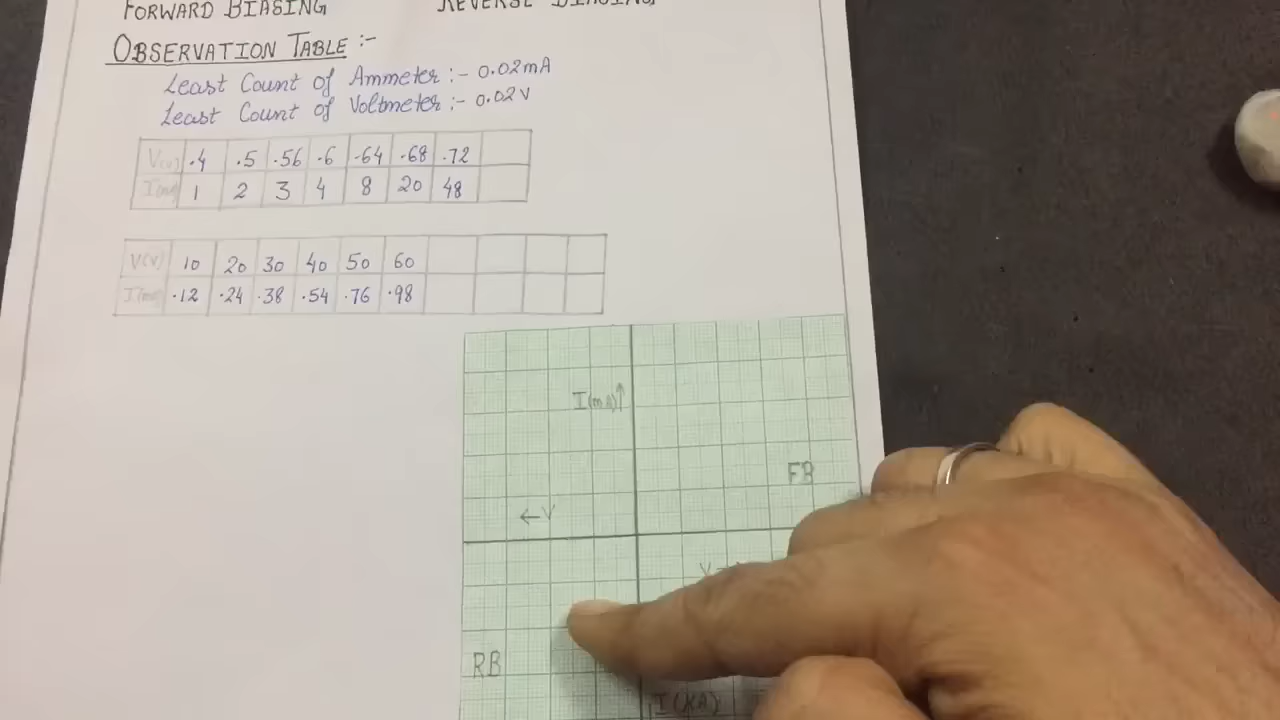 FORWARD BIASING REVERSE BIASING
OBSERVATION TABLE :-
Least Count of Ammeter :- 0.02mA
Least Count of Voltmeter :- 0.02V
V(V) .4 .5 .56 .6 .64 .68 .72
I(mA) 1 2 3 4 8 20 48
V(V) 10 20 30 40 50 60
.12 .24 .38 .54 .76 .98
I(mA)↑
FB
←V
V→
RB